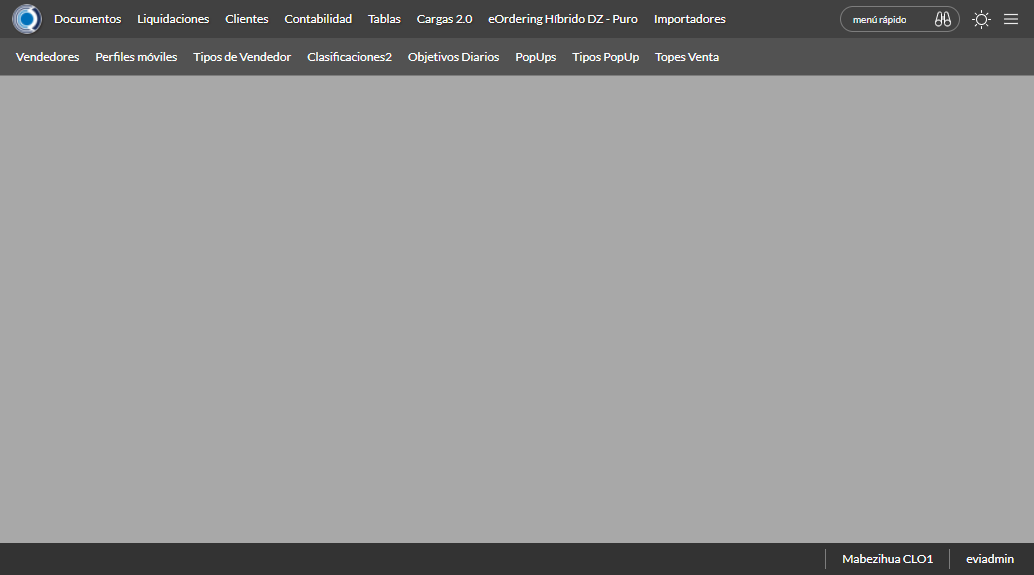 Documentos Liquidaciones Clientes Contabilidad Tablas Cargas 2.0 eOrdering Híbrido DZ - Puro Importadores menú rápido
Vendedores Perfiles móviles Tipos de Vendedor Clasificaciones2 Objetivos Diarios PopUps Tipos PopUp Topes Venta
Mabezihua CLO1 eviadmin